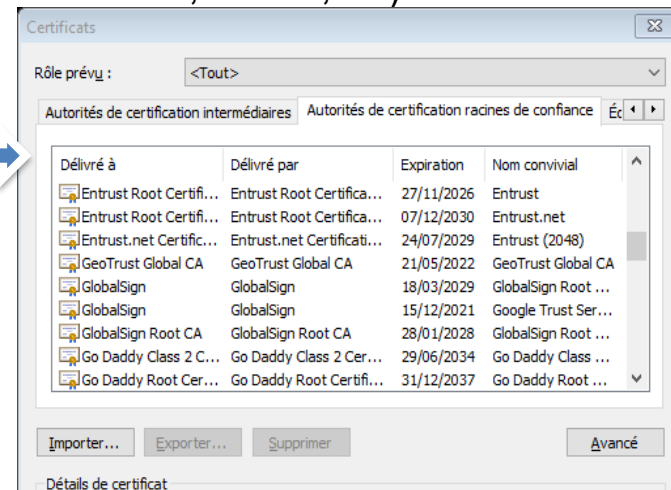 Certificats
Rôle prévu : <Tout>
Autorités de certification intermédiaires Autorités de certification racines de confiance Éc
Délivré à Délivré par Expiration Nom convivial
Entrust Root Certifi... Entrust Root Certifica... 27/11/2026 Entrust
Entrust Root Certifi... Entrust Root Certifica... 07/12/2030 Entrust.net
Entrust.net Certific... Entrust.net Certificati... 24/07/2029 Entrust (2048)
GeoTrust Global CA GeoTrust Global CA 21/05/2022 GeoTrust Global CA
GlobalSign GlobalSign 18/03/2029 GlobalSign Root ...
GlobalSign GlobalSign 15/12/2021 Google Trust Ser...
GlobalSign Root CA GlobalSign Root CA 28/01/2028 GlobalSign Root ...
Go Daddy Class 2 C... Go Daddy Class 2 Cer... 29/06/2034 Go Daddy Class ...
Go Daddy Root Cer... Go Daddy Root Certifi... 31/12/2037 Go Daddy Root ...
Importer... Exporter... Supprimer Avancé
Détails de certificat